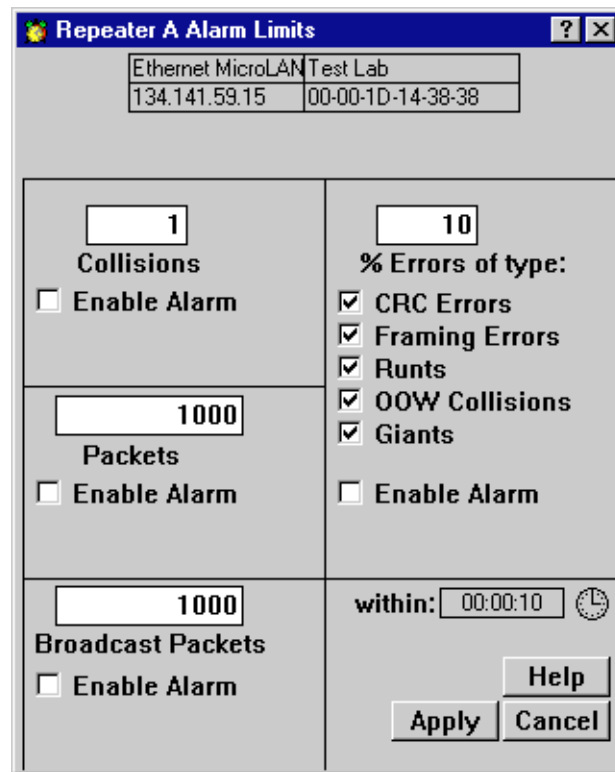 Repeater A Alarm Limits
Ethernet MicroLAN Test Lab
134.141.59.15 00-00-1D-14-38-38
1
Collisions
Enable Alarm
1000
Packets
Enable Alarm
1000
Broadcast Packets
Enable Alarm
10
% Errors of type:
CRC Errors
Framing Errors
Runts
OOW Collisions
Giants
Enable Alarm
within: 00:00:10
Help
Apply Cancel